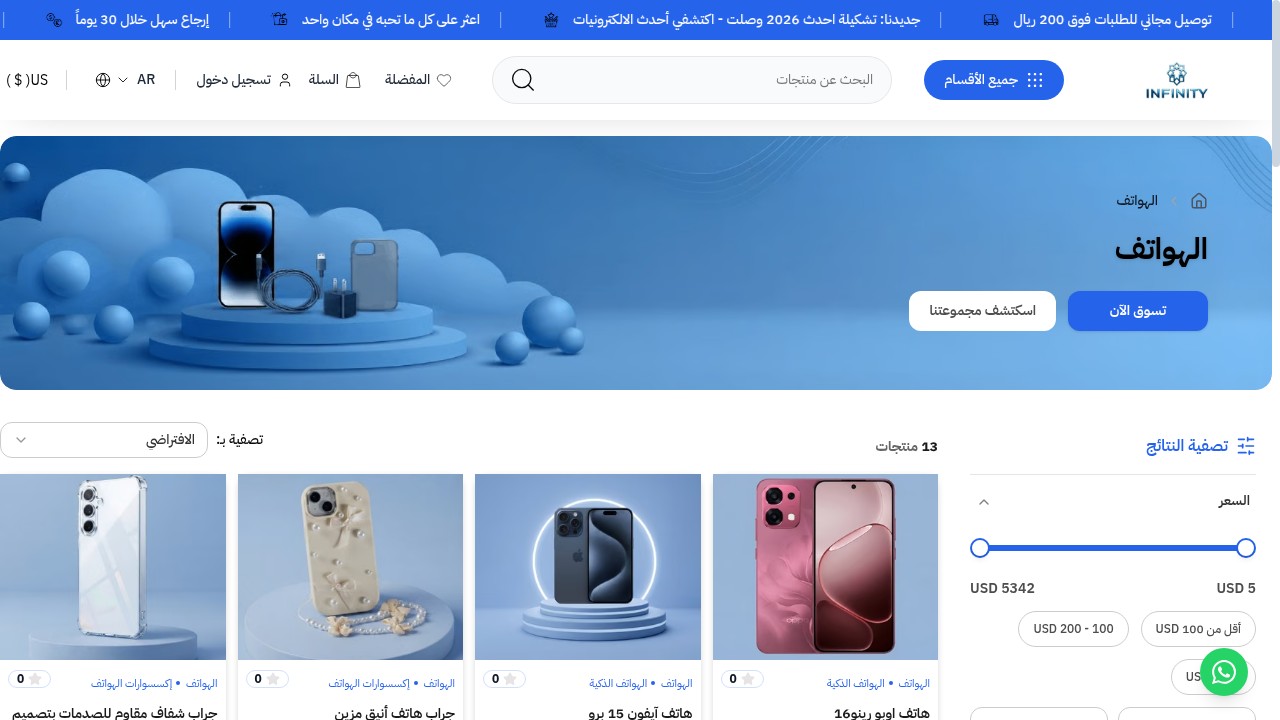 توصيل مجاني للطلبات فوق 200 ريال
جديدنا: تشكيلة احدث 2026 وصلت - اكتشفي أحدث الالكترونيات
اعثر على كل ما تحبه في مكان واحد
إرجاع سهل خلال 30 يوماً
INFINITY
جميع الأقسام
البحث عن منتجات
المفضلة
السلة
تسجيل دخول
AR
US( $ )
الهواتف
الهواتف
تسوق الآن
استكشف مجموعتنا
تصفية النتائج
13 منتجات
تصفية بـ:
الافتراضي
السعر
USD 5
USD 5342
أقل من 100 USD
USD 200 - 100
الهواتف • الهواتف الذكية
0
هاتف اوبو رينو16
الهواتف • الهواتف الذكية
0
هاتف آيفون 15 برو
الهواتف • إكسسوارات الهواتف
0
جراب هاتف أنيق مزين
الهواتف • إكسسوارات الهواتف
0
جراب شفاف مقاوم للصدمات بتصميم